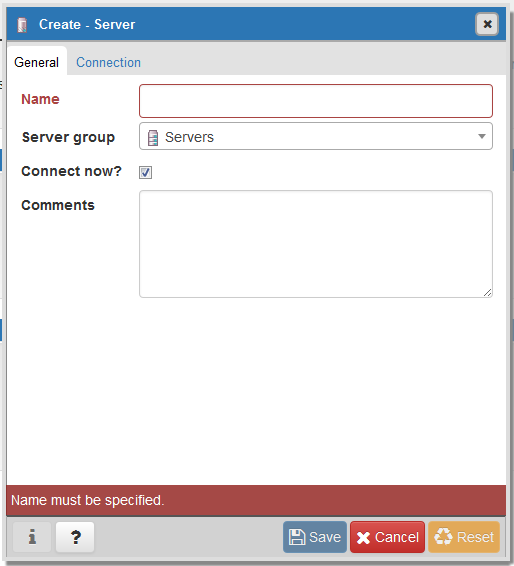 Create - Server
General Connection
Name
Server group Servers
Connect now?
Comments
Name must be specified.
i ? Save Cancel Reset